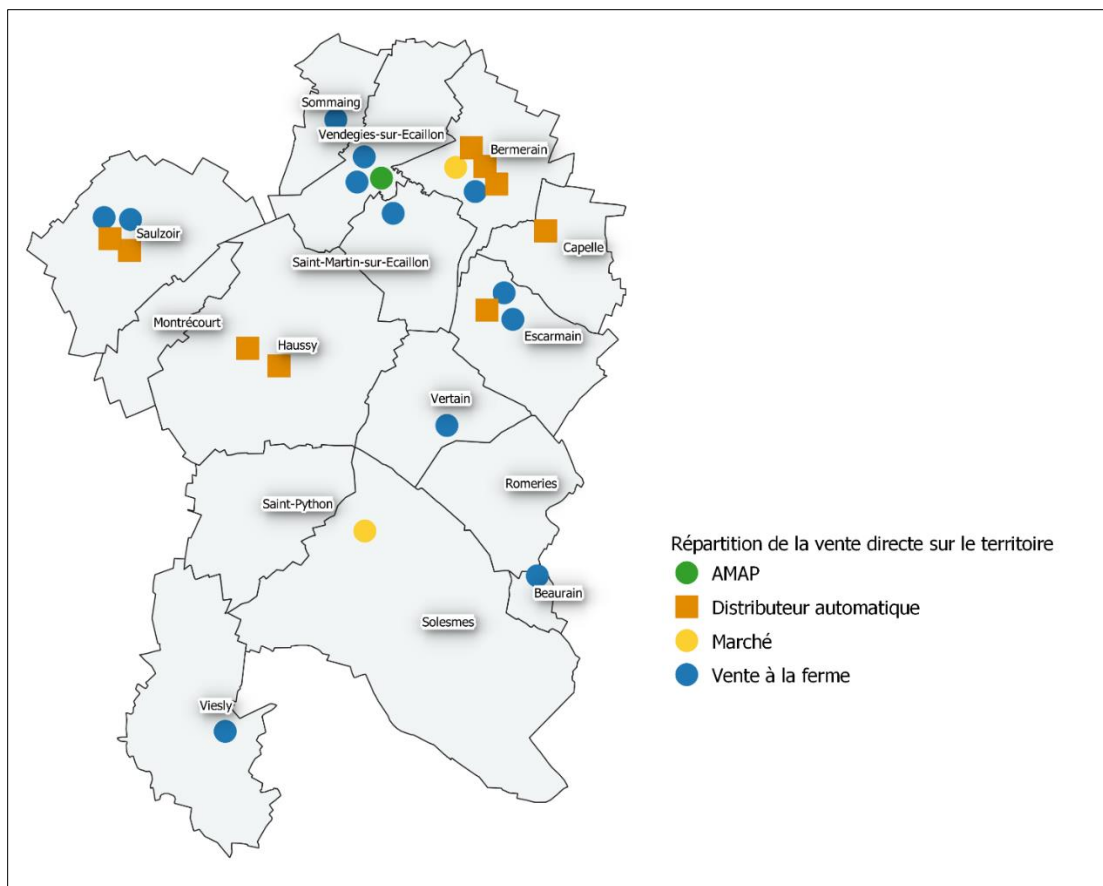 Sommaing
Vendegies-sur-Ecaillon
Bermerain
Saulzoir
Capelle
Saint-Martin-sur-Ecaillon
Montrécourt
Haussy
Escarmain
Vertain
Romeries
Saint-Python
Beaurain
Solesmes
Viesly
Répartition de la vente directe sur le territoire
AMAP
Distributeur automatique
Marché
Vente à la ferme